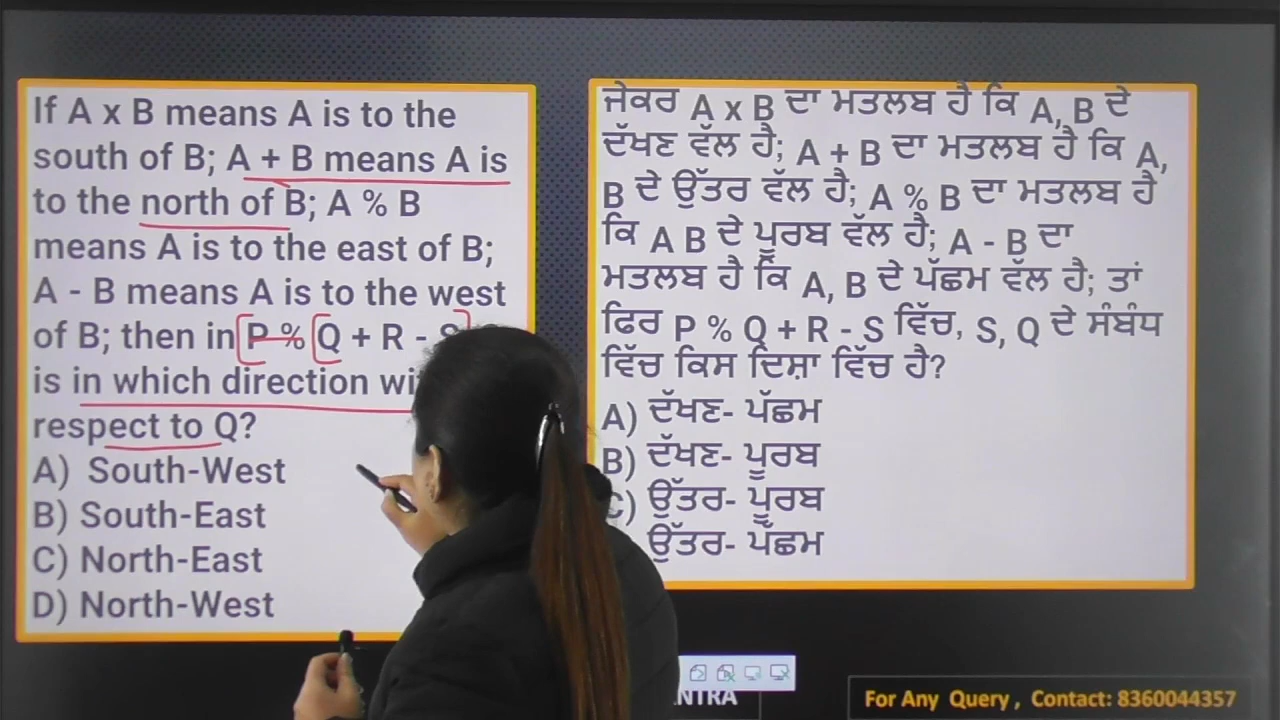 If A x B means A is to the
south of B; A + B means A is
to the north of B; A % B
means A is to the east of B;
A - B means A is to the west
of B; then in P % Q + R - S
is in which direction
respect to Q?
A) South-West
B) South-East
C) North-East
D) North-West
ਜੇਕਰ A x B ਦਾ ਮਤਲਬ ਹੈ ਕਿ A, B ਦੇ
ਦੱਖਣ ਵੱਲ ਹੈ; A + B ਦਾ ਮਤਲਬ ਹੈ ਕਿ A,
B ਦੇ ਉੱਤਰ ਵੱਲ ਹੈ; A % B ਦਾ ਮਤਲਬ ਹੈ
ਕਿ A B ਦੇ ਪੂਰਬ ਵੱਲ ਹੈ; A - B ਦਾ
ਮਤਲਬ ਹੈ ਕਿ A, B ਦੇ ਪੱਛਮ ਵੱਲ ਹੈ; ਤਾਂ
ਫਿਰ P % Q + R - S ਵਿੱਚ, S, Q ਦੇ ਸੰਬੰਧ
ਵਿੱਚ ਕਿਸ ਦਿਸ਼ਾ ਵਿੱਚ ਹੈ?
A) ਦੱਖਣ- ਪੱਛਮ
B) ਦੱਖਣ- ਪੂਰਬ
C) ਉੱਤਰ- ਪੂਰਬ
ਉੱਤਰ- ਪੱਛਮ
For Any Query , Contact: 8360044357